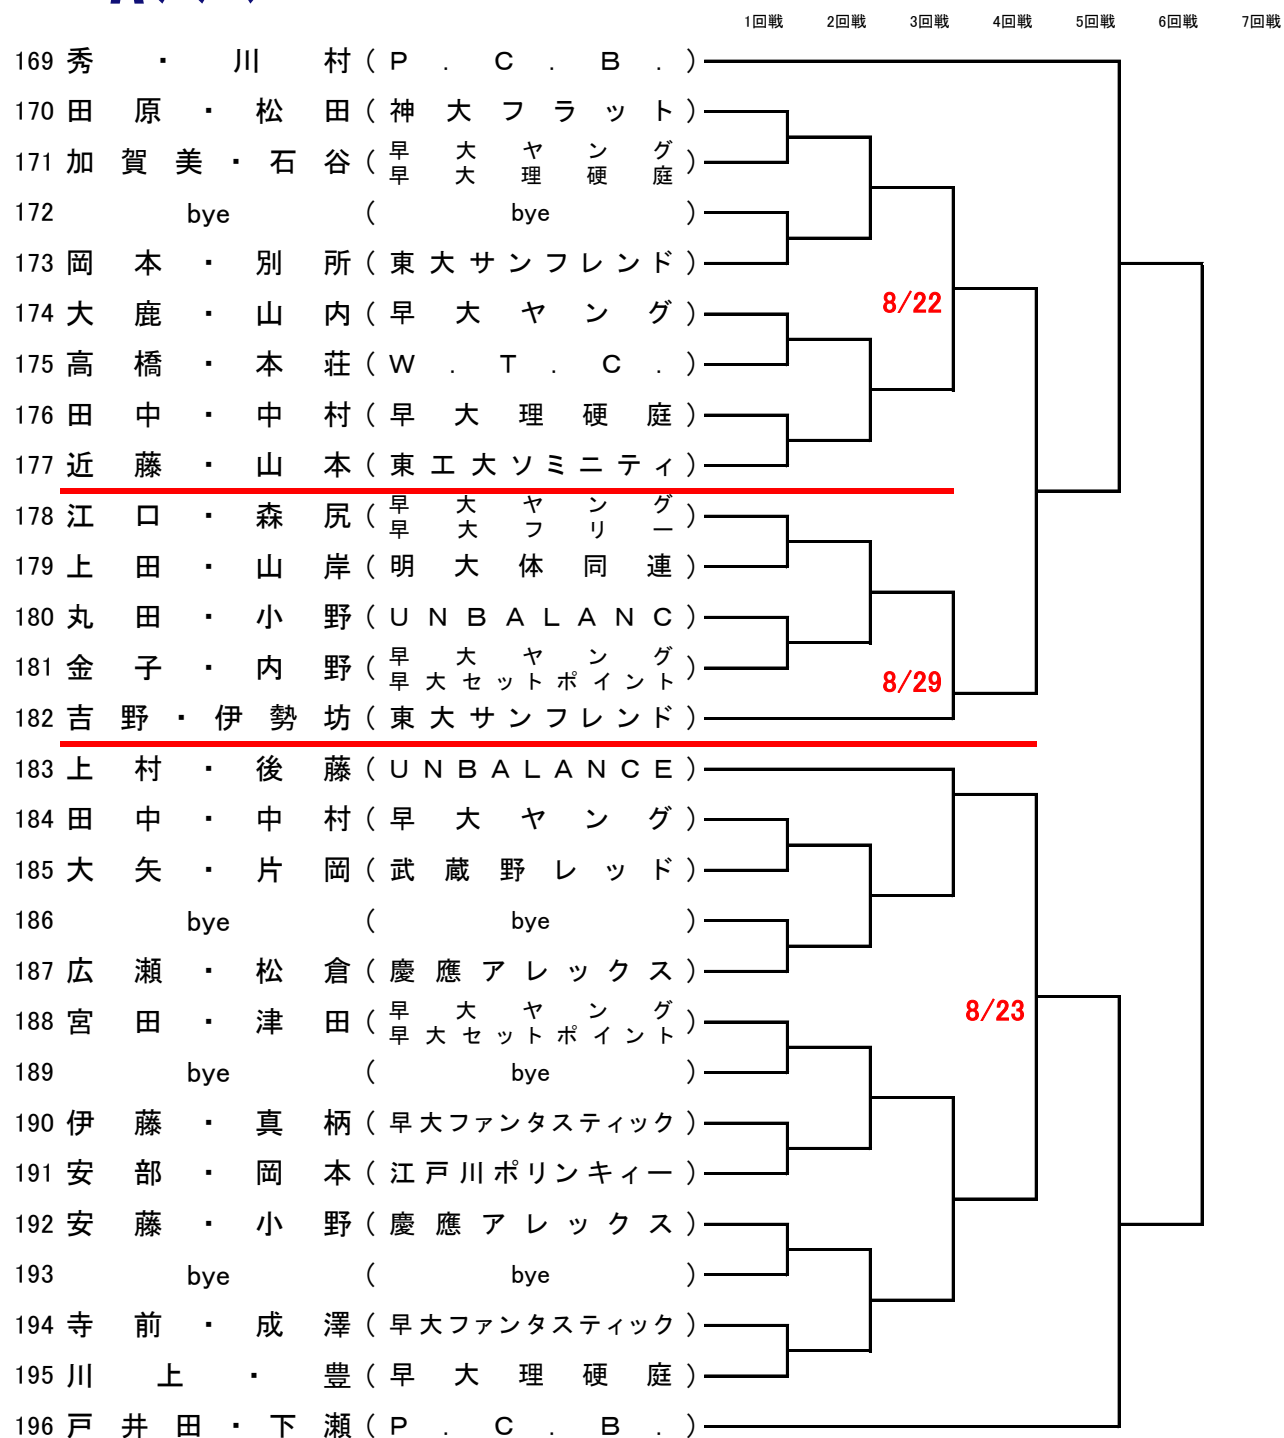 1回戦 2回戦 3回戦 4回戦 5回戦 6回戦 7回戦
169 秀・川村 (P.C.B.)
170 田原・松田 (神大フラット)
171 加賀美・石谷 (早大ヤング
早大理硬庭)
172 bye (bye)
173 岡本・別所 (東大サンフレンド)
8/22
174 大鹿・山内 (早大ヤング)
175 高橋・本荘 (W.T.C.)
176 田中・中村 (早大理硬庭)
177 近藤・山本 (東工大ソミニティ)
178 江口・森尻 (早大ヤング
早大フリー)
179 上田・山岸 (明大体同連)
180 丸田・小野 (UNBALANC)
181 金子・内野 (早大ヤング
早大セットポイント)
8/29
182 吉野・伊勢坊 (東大サンフレンド)
183 上村・後藤 (UNBALANCE)
184 田中・中村 (早大ヤング)
185 大矢・片岡 (武蔵野レッド)
186 bye (bye)
187 広瀬・松倉 (慶應アレックス)
188 宮田・津田 (早大ヤング
早大セットポイント)
8/23
189 bye (bye)
190 伊藤・真柄 (早大ファンタスティック)
191 安部・岡本 (江戸川ポリンキィー)
192 安藤・小野 (慶應アレックス)
193 bye (bye)
194 寺前・成澤 (早大ファンタスティック)
195 川上・豊 (早大理硬庭)
196 戸井田・下瀬 (P.C.B.)